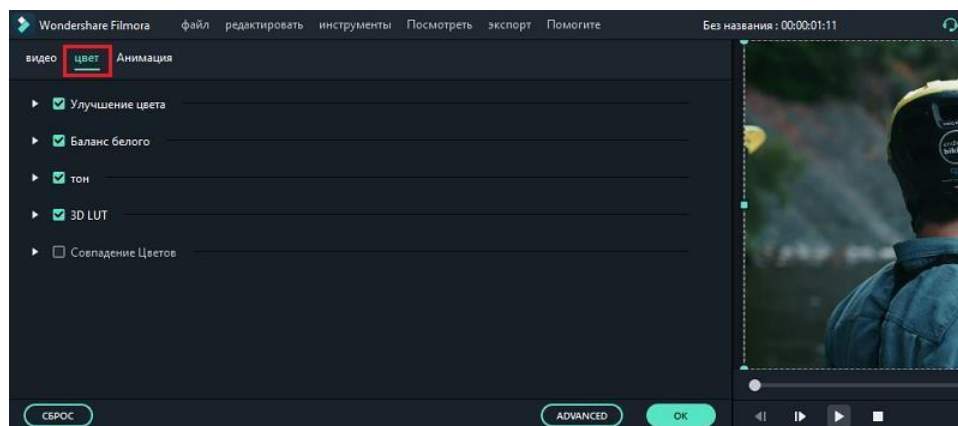 Wondershare Filmora файл редактировать инструменты Посмотреть экспорт Помогите Без названия : 00:00:01:11
видео цвет Анимация
Улучшение цвета
Баланс белого
тон
3D LUT
Совпадение Цветов
СБРОС ADVANCED OK